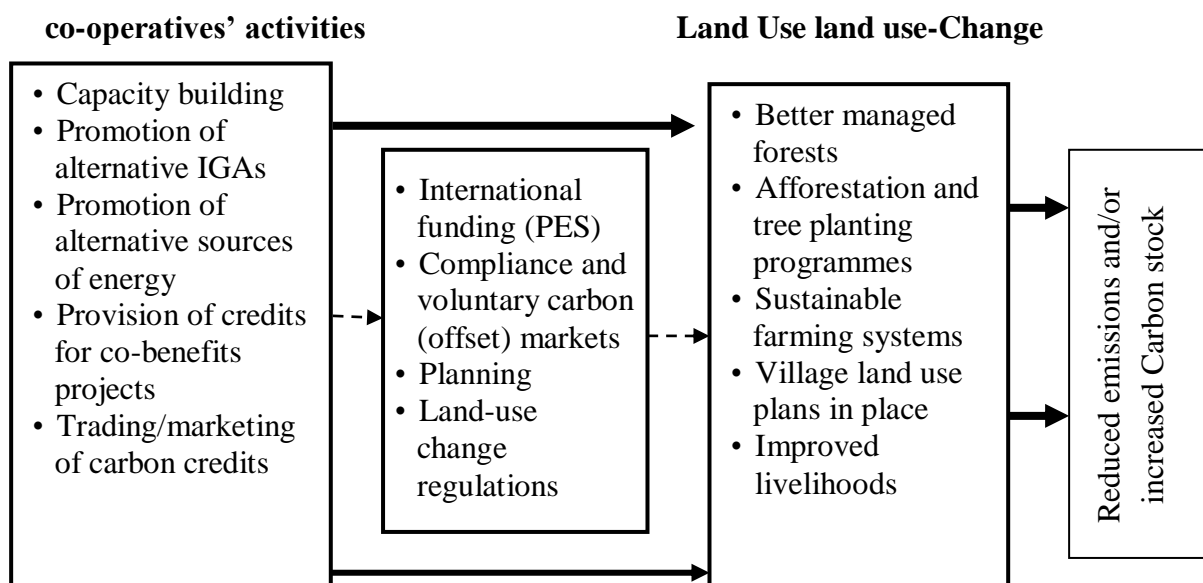 co-operatives’ activities
Land Use land use-Change
• Capacity building
• Promotion of
alternative IGAs
• Promotion of
alternative sources
of energy
• Provision of credits
for co-benefits
projects
• Trading/marketing
of carbon credits
• International
funding (PES)
• Compliance and
voluntary carbon
(offset) markets
• Planning
• Land-use
change
regulations
• Better managed
forests
• Afforestation and
tree planting
programmes
• Sustainable
farming systems
• Village land use
plans in place
• Improved
livelihoods
Reduced emissions and/or
increased Carbon stock